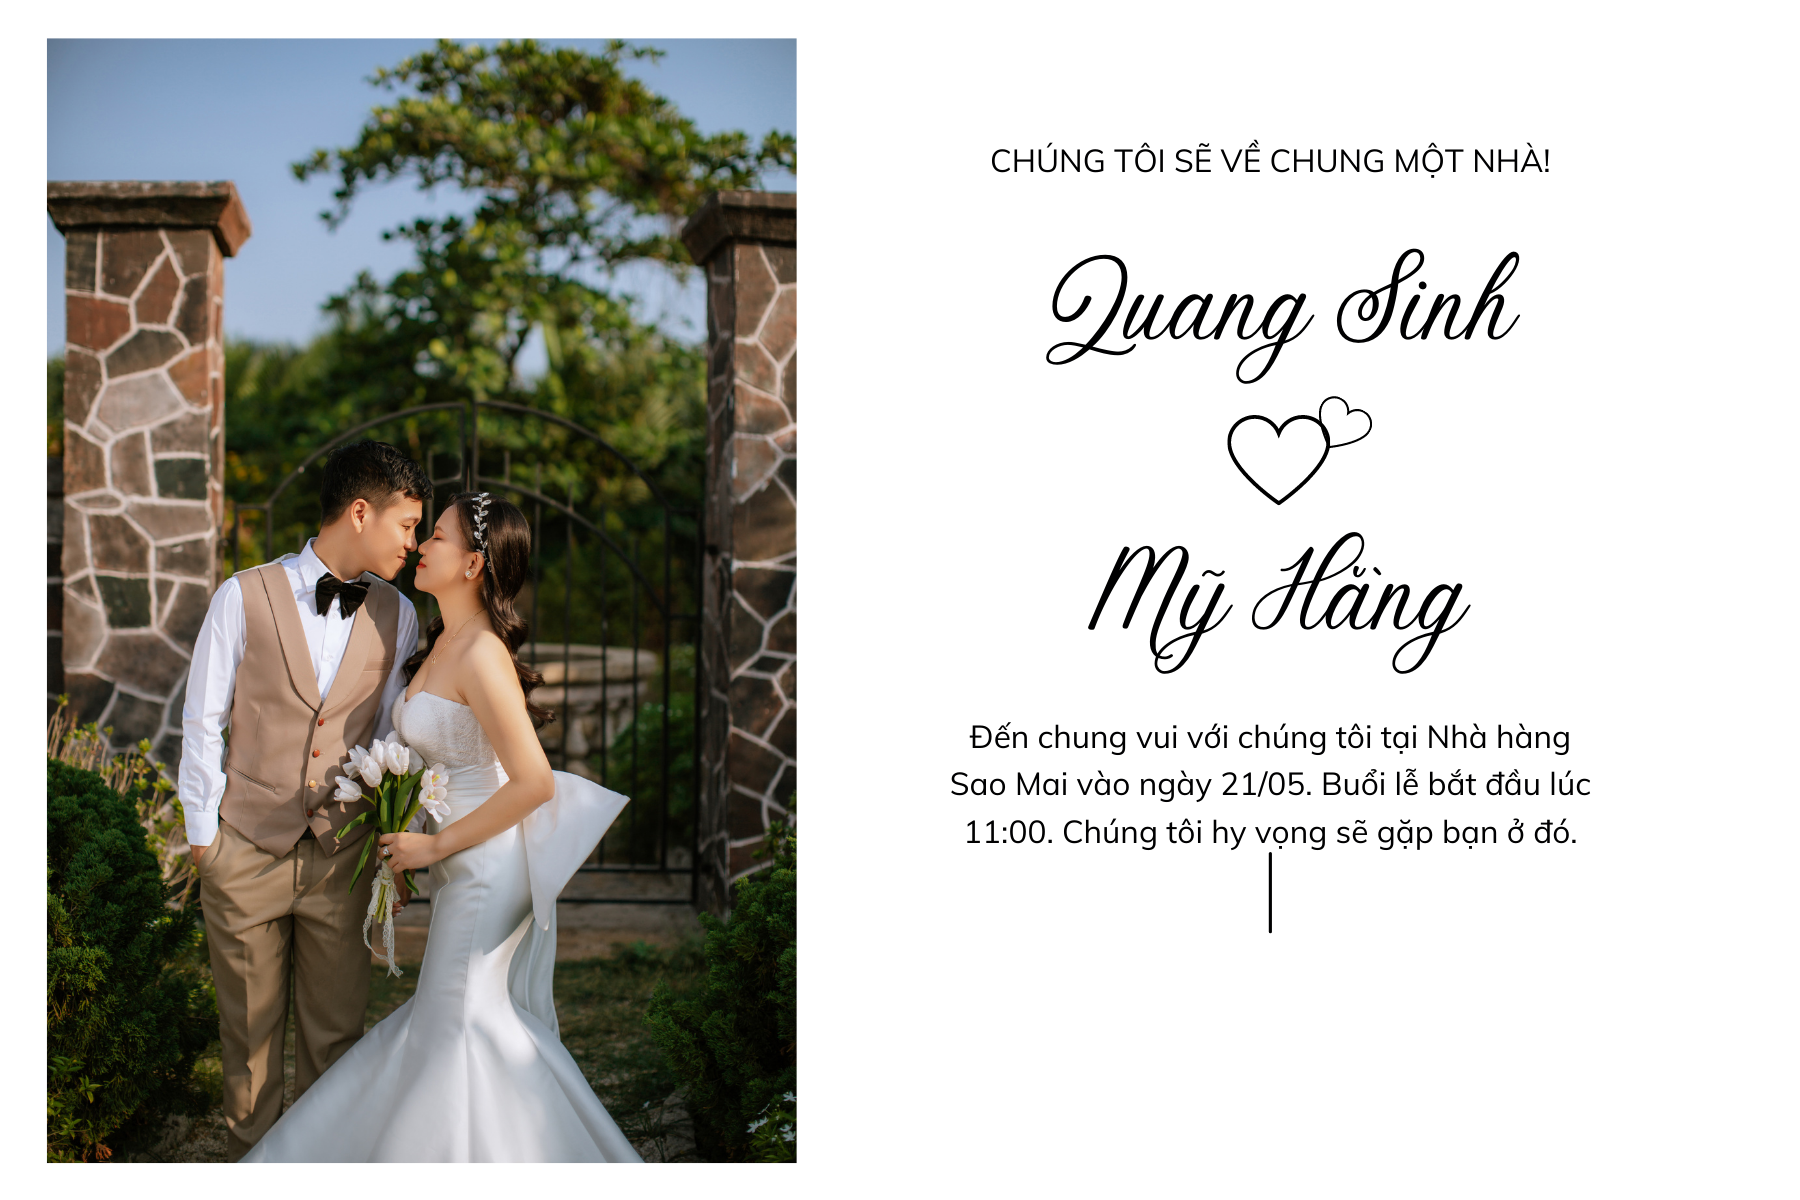 CHÚNG TÔI SẼ VỀ CHUNG MỘT NHÀ!
Quang Sinh
Mỹ Hằng
Đến chung vui với chúng tôi tại Nhà hàng
Sao Mai vào ngày 21/05. Buổi lễ bắt đầu lúc
11:00. Chúng tôi hy vọng sẽ gặp bạn ở đó.